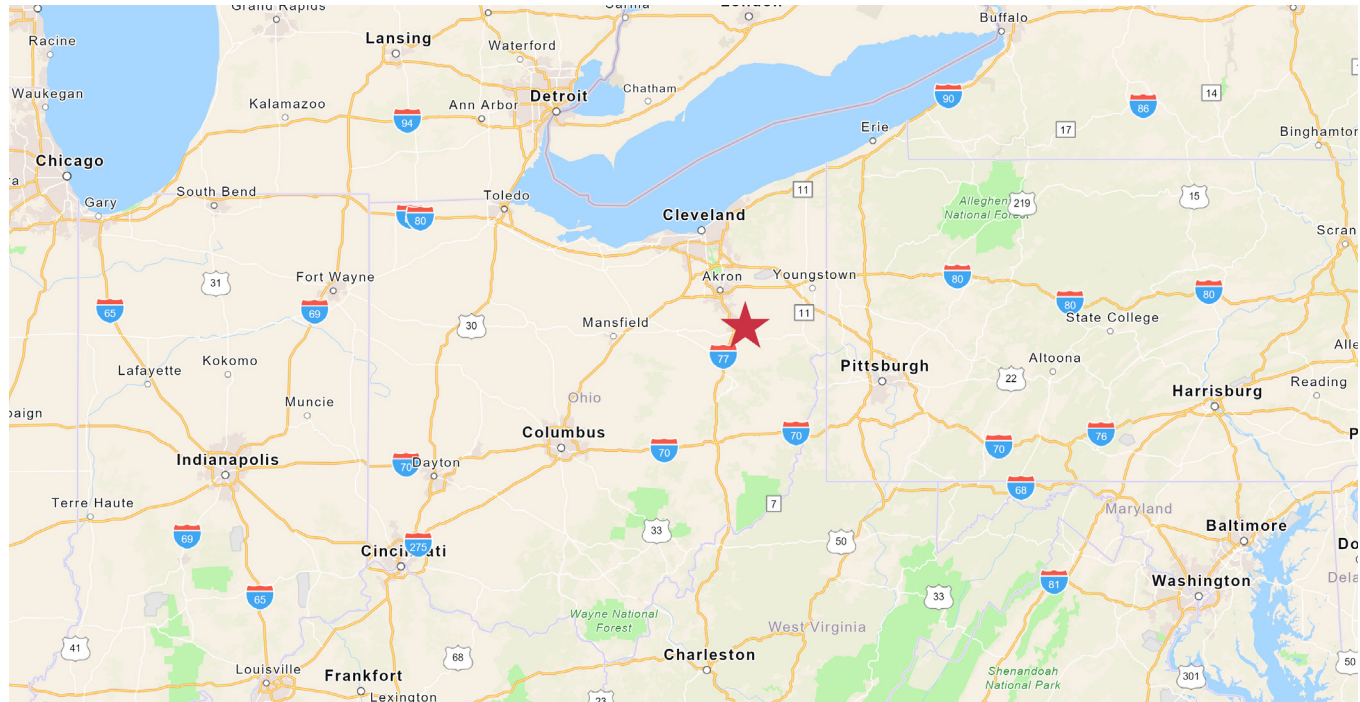 Grand Rapids
Sarnia
London
Buffalo
Racine
Lansing
Waterford
Waukegan
Kalamazoo
Ann Arbor
Detroit
Chatham
90
86
14
94
17
Erie
Binghamton
Chicago
South Bend
Toledo
11
Allegheny
National Forest
219
15
Gary
80
Cleveland
Scran
Fort Wayne
Akron
Youngstown
31
80
80
80
65
69
30
Mansfield
11
State College
77
Kokomo
Lafayette
Pittsburgh
Altoona
22
Alle
Reading
Muncie
Ohio
Harrisburg
paign
Columbus
70
70
70
76
Indianapolis
70
Dayton
68
Terre Haute
7
Maryland
69
33
50
Baltimore
275
Cincinnati
Do
81
Washington
Dela
65
33
Wayne National
Forest
West Virginia
41
68
Charleston
Louisville
Frankfort
Shenandoah
National Park
50
301
Lexington
23